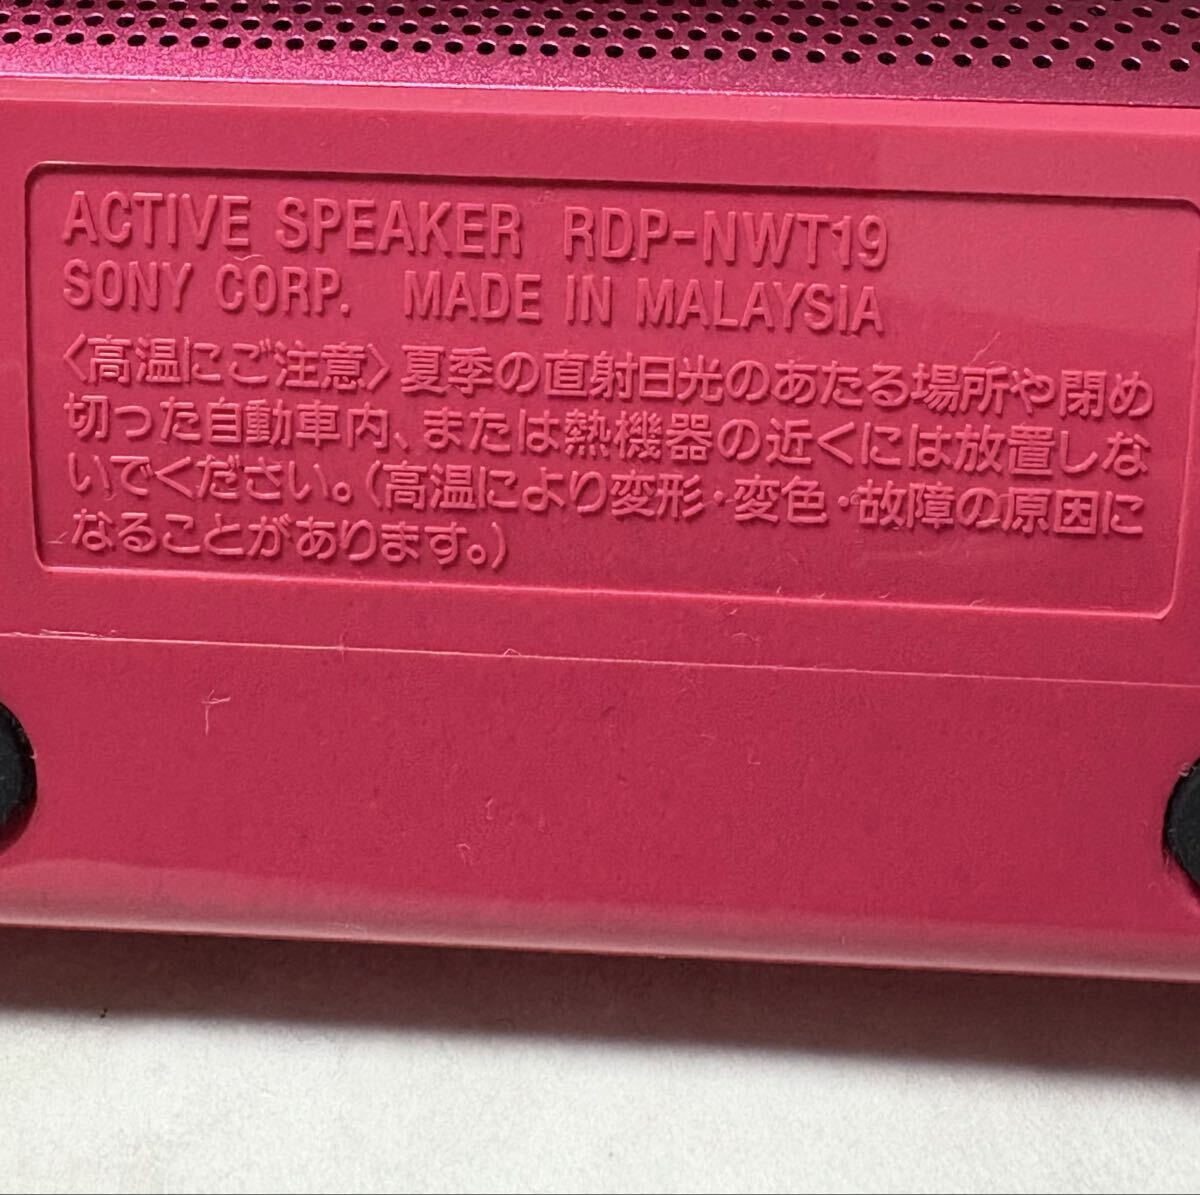 ACTIVE SPEAKER RDP-NWT19
SONY CORP. MADE IN MALAYSIA
〈高温にご注意〉夏季の直射日光のあたる場所や閉め
切った自動車内、または熱機器の近くには放置しな
いでください。(高温により変形・変色・故障の原因に
なることがあります。)